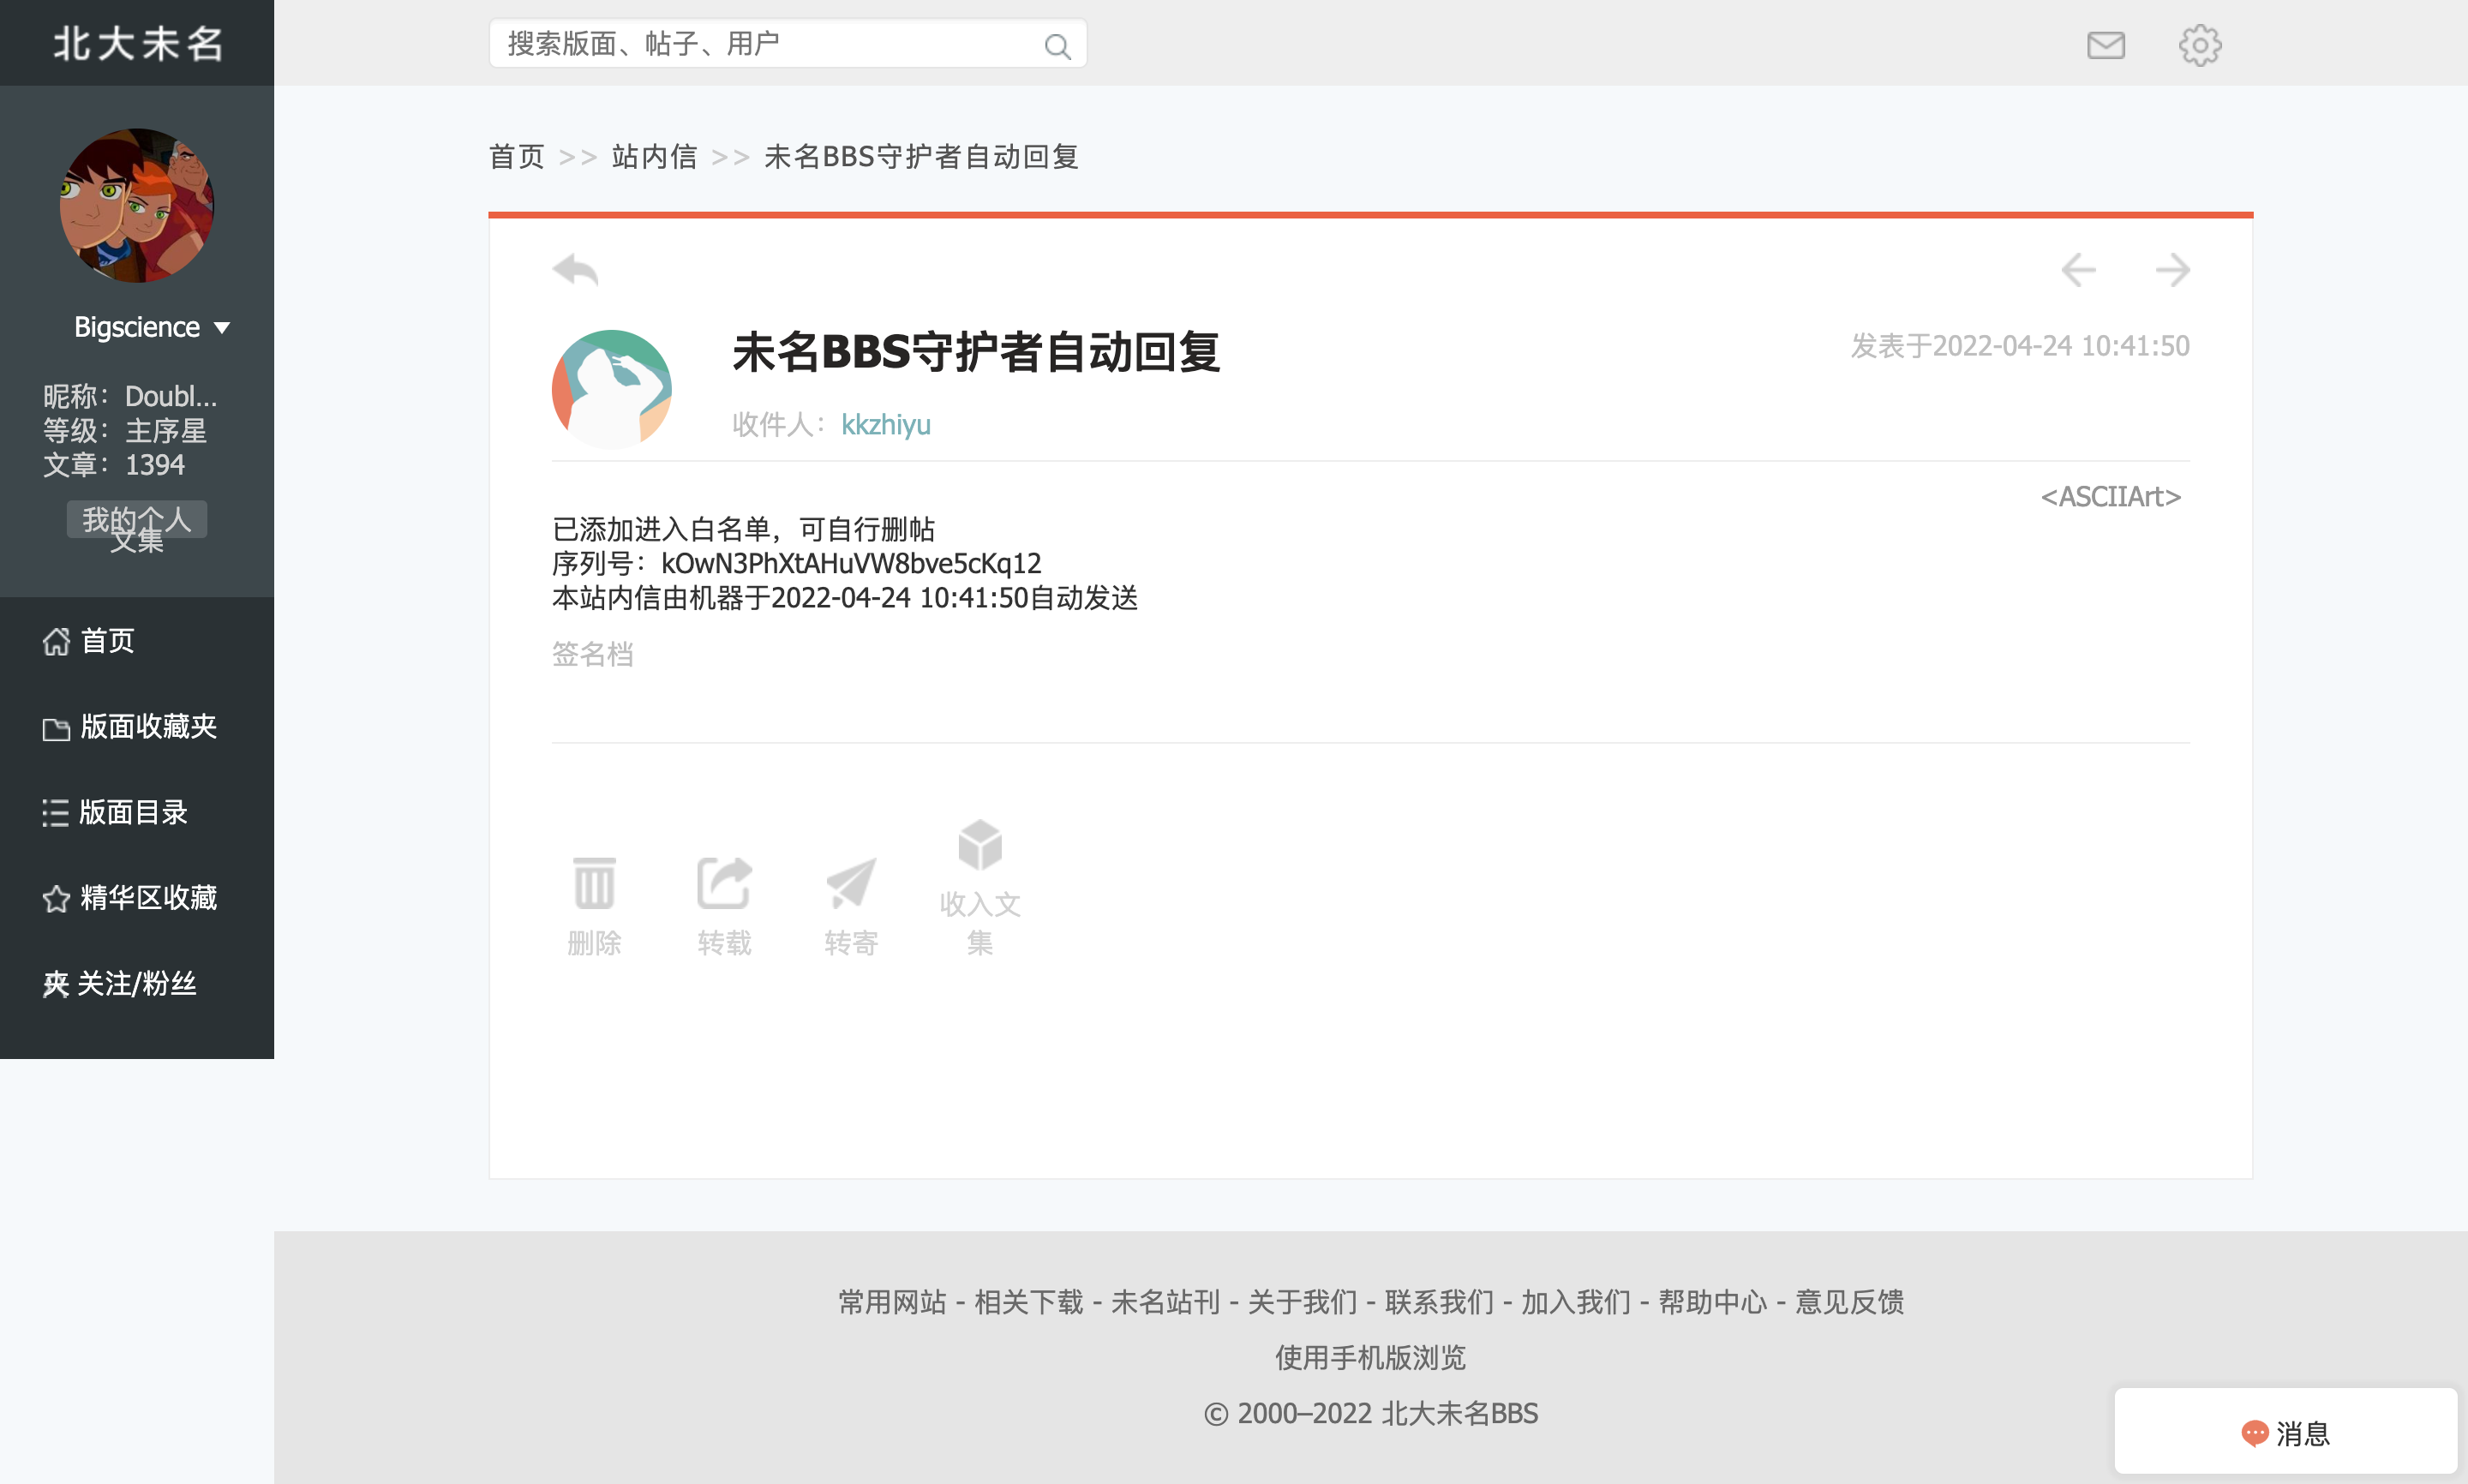 北大未名
搜索版面、帖子、用户
Bigscience
昵称：Doubl...
等级：主序星
文章：1394
我的个人
文集
首页
版面收藏夹
版面目录
精华区收藏
夹
关注/粉丝
首页 >> 站内信 >> 未名BBS守护者自动回复
未名BBS守护者自动回复
发表于2022-04-24 10:41:50
收件人：kkzhiyu
<ASCIIArt>
已添加进入白名单，可自行删帖
序列号：kOwN3PhXtAHuVW8bve5cKq12
本站内信由机器于2022-04-24 10:41:50自动发送
签名档
删除
转载
转寄
收入文
集
常用网站 - 相关下载 - 未名站刊 - 关于我们 - 联系我们 - 加入我们 - 帮助中心 - 意见反馈
使用手机版浏览
© 2000–2022 北大未名BBS
消息